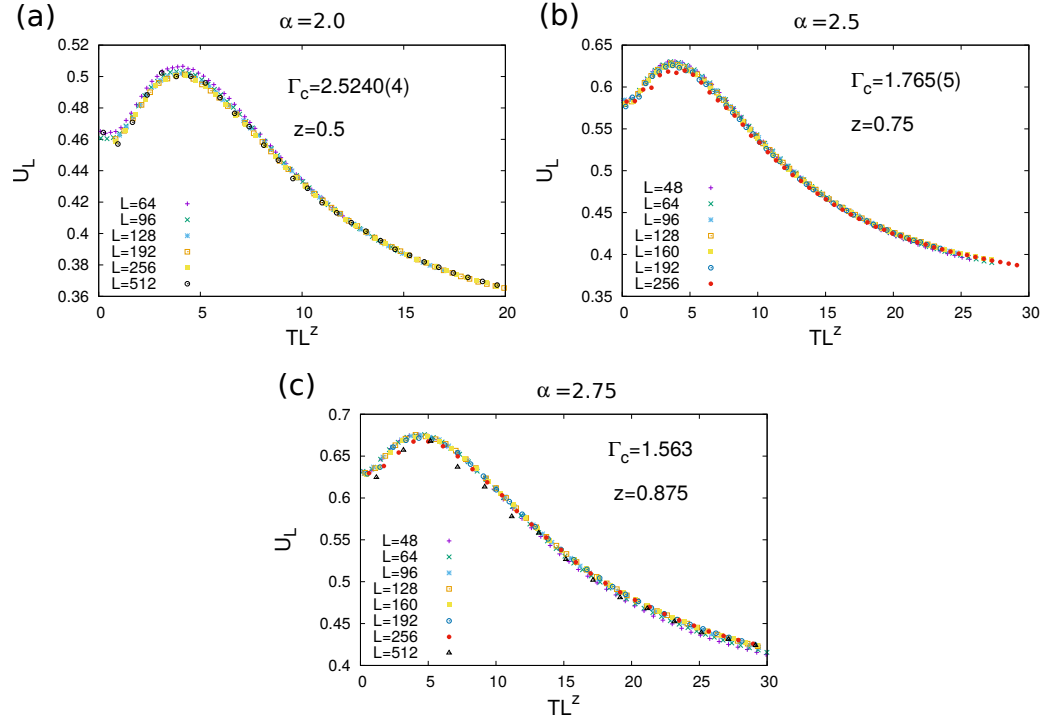 (a)
α=2.0
0.52
0.5
0.48
0.46
0.44
0.42
0.4
0.38
0.36
U_L
Γ_c=2.5240(4)
z=0.5
L=64
L=96
L=128
L=192
L=256
L=512
0 5 10 15 20
TL^z
(b)
α=2.5
0.65
0.6
0.55
0.5
0.45
0.4
0.35
U_L
Γ_c=1.765(5)
z=0.75
L=48
L=64
L=96
L=128
L=160
L=192
L=256
0 5 10 15 20 25 30
TL^z
(c)
α=2.75
0.7
0.65
0.6
0.55
0.5
0.45
0.4
U_L
Γ_c=1.563
z=0.875
L=48
L=64
L=96
L=128
L=160
L=192
L=256
L=512
0 5 10 15 20 25 30
TL^z